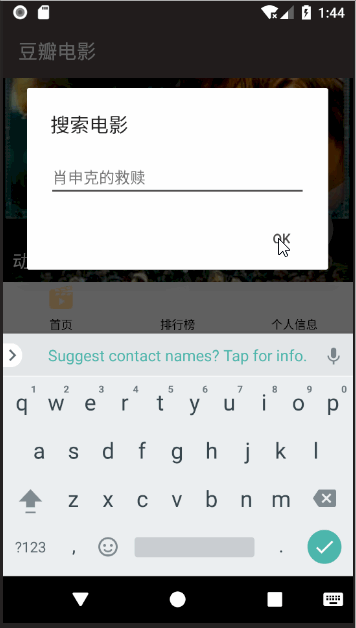 1:44
豆瓣电影
搜索电影
肖申克的救赎
OK
动
首页 排行榜 个人信息
Suggest contact names? Tap for info.
1 2 3 4 5 6 7 8 9 0
q w e r t y u i o p
a s d f g h j k l
z x c v b n m
?123 , .